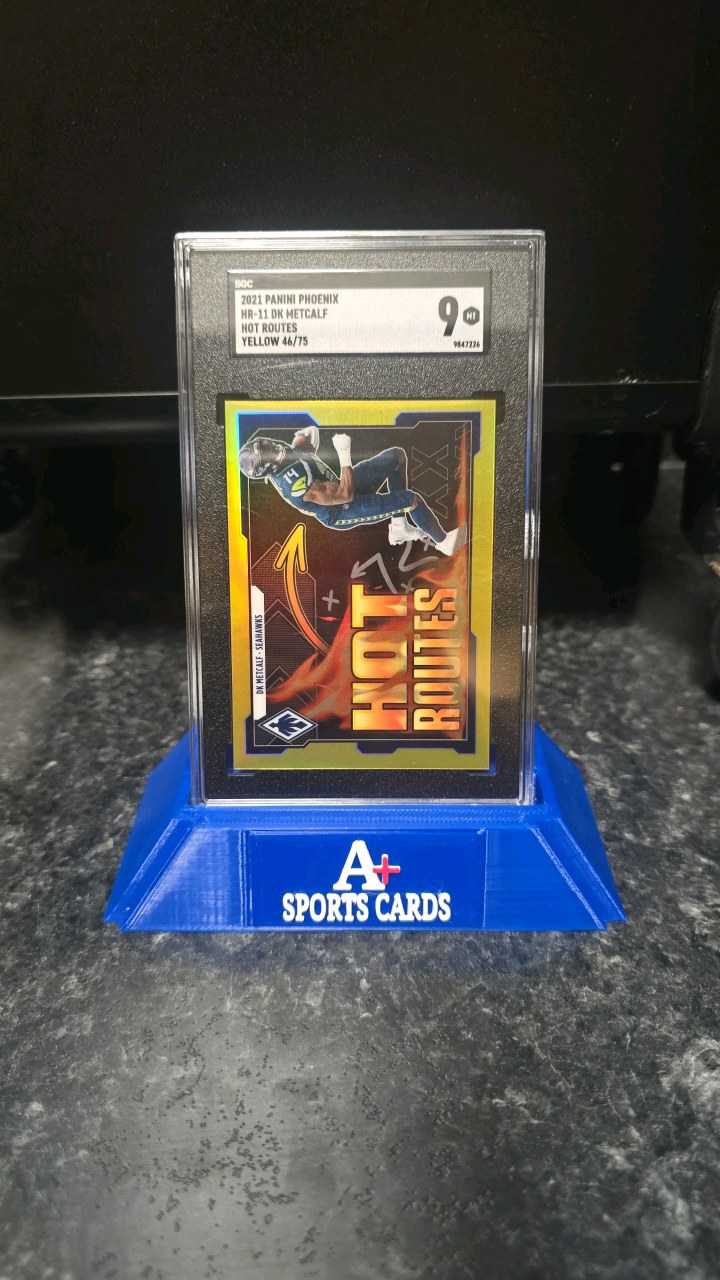 SGC
2021 PANINI PHOENIX
HR-11 DK METCALF
HOT ROUTES
YELLOW 46/75
9
MT
9847226
14
DK METCALF - SEAHAWKS
HOT
ROUTES
A+
SPORTS CARDS